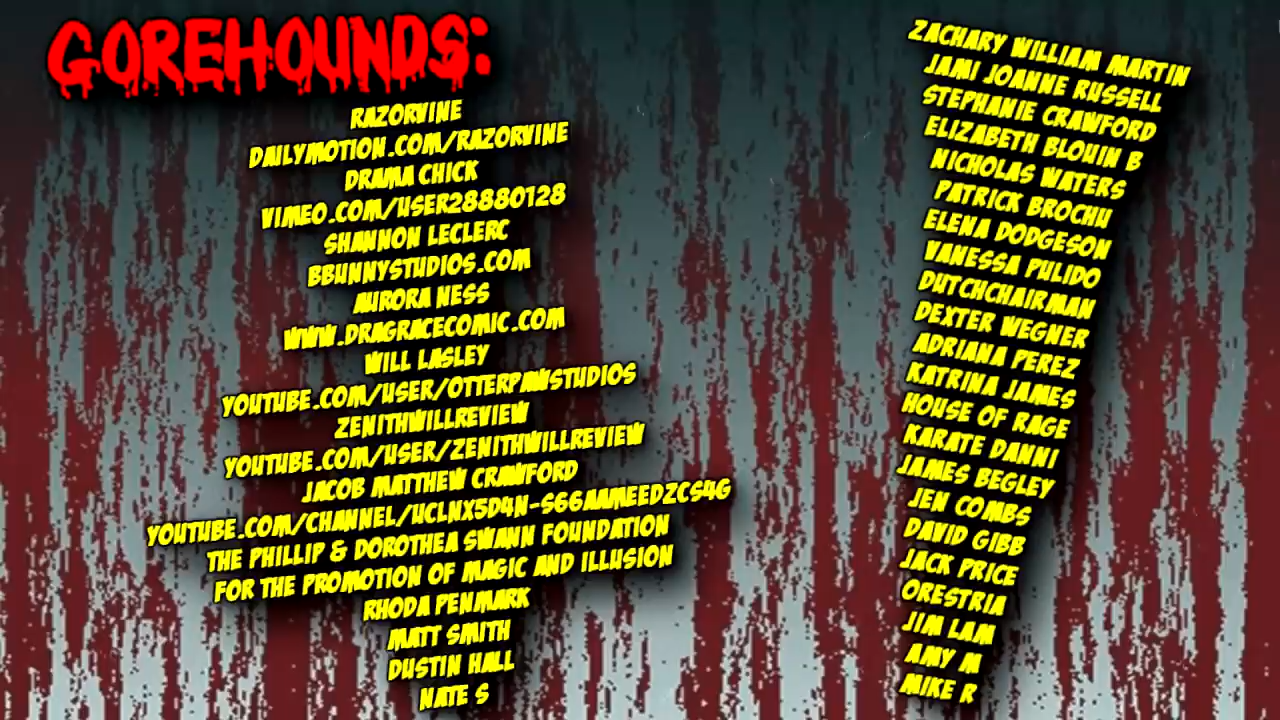 GOREHOUNDS:
RAZORVINE
DAILYMOTION.COM/RAZORVINE
DRAMA CHICK
VIMEO.COM/USER28880128
SHANNON LECLERC
BBUNNYSTUDIOS.COM
AURORA NESS
WWW.DRAGRACECOMIC.COM
WILL LASLEY
YOUTUBE.COM/USER/OTTERPAWSTUDIOS
ZENITHWILLREVIEW
YOUTUBE.COM/USER/ZENITHWILLREVIEW
JACOB MATTHEW CRAWFORD
YOUTUBE.COM/CHANNEL/UCLNX5D4N-S66AAMEEDZCS4G
THE PHILLIP & DOROTHEA SWANN FOUNDATION
FOR THE PROMOTION OF MAGIC AND ILLUSION
RHODA PENMARK
MATT SMITH
DUSTIN HALL
NATE S
ZACHARY WILLIAM MARTIN
JAMI JOANNE RUSSELL
STEPHANIE CRAWFORD
ELIZABETH BLOUIN B
NICHOLAS WATERS
PATRICK BROCHU
ELENA DODGESON
VANESSA PULIDO
DUTCHCHAIRMAN
DEXTER WEGNER
ADRIANA PEREZ
KATRINA JAMES
HOUSE OF RAGE
KARATE DANNI
JAMES BEGLEY
JEN COMBS
DAVID GIBB
JACK PRICE
ORESTRIA
JIM LAM
AMY M
MIKE R